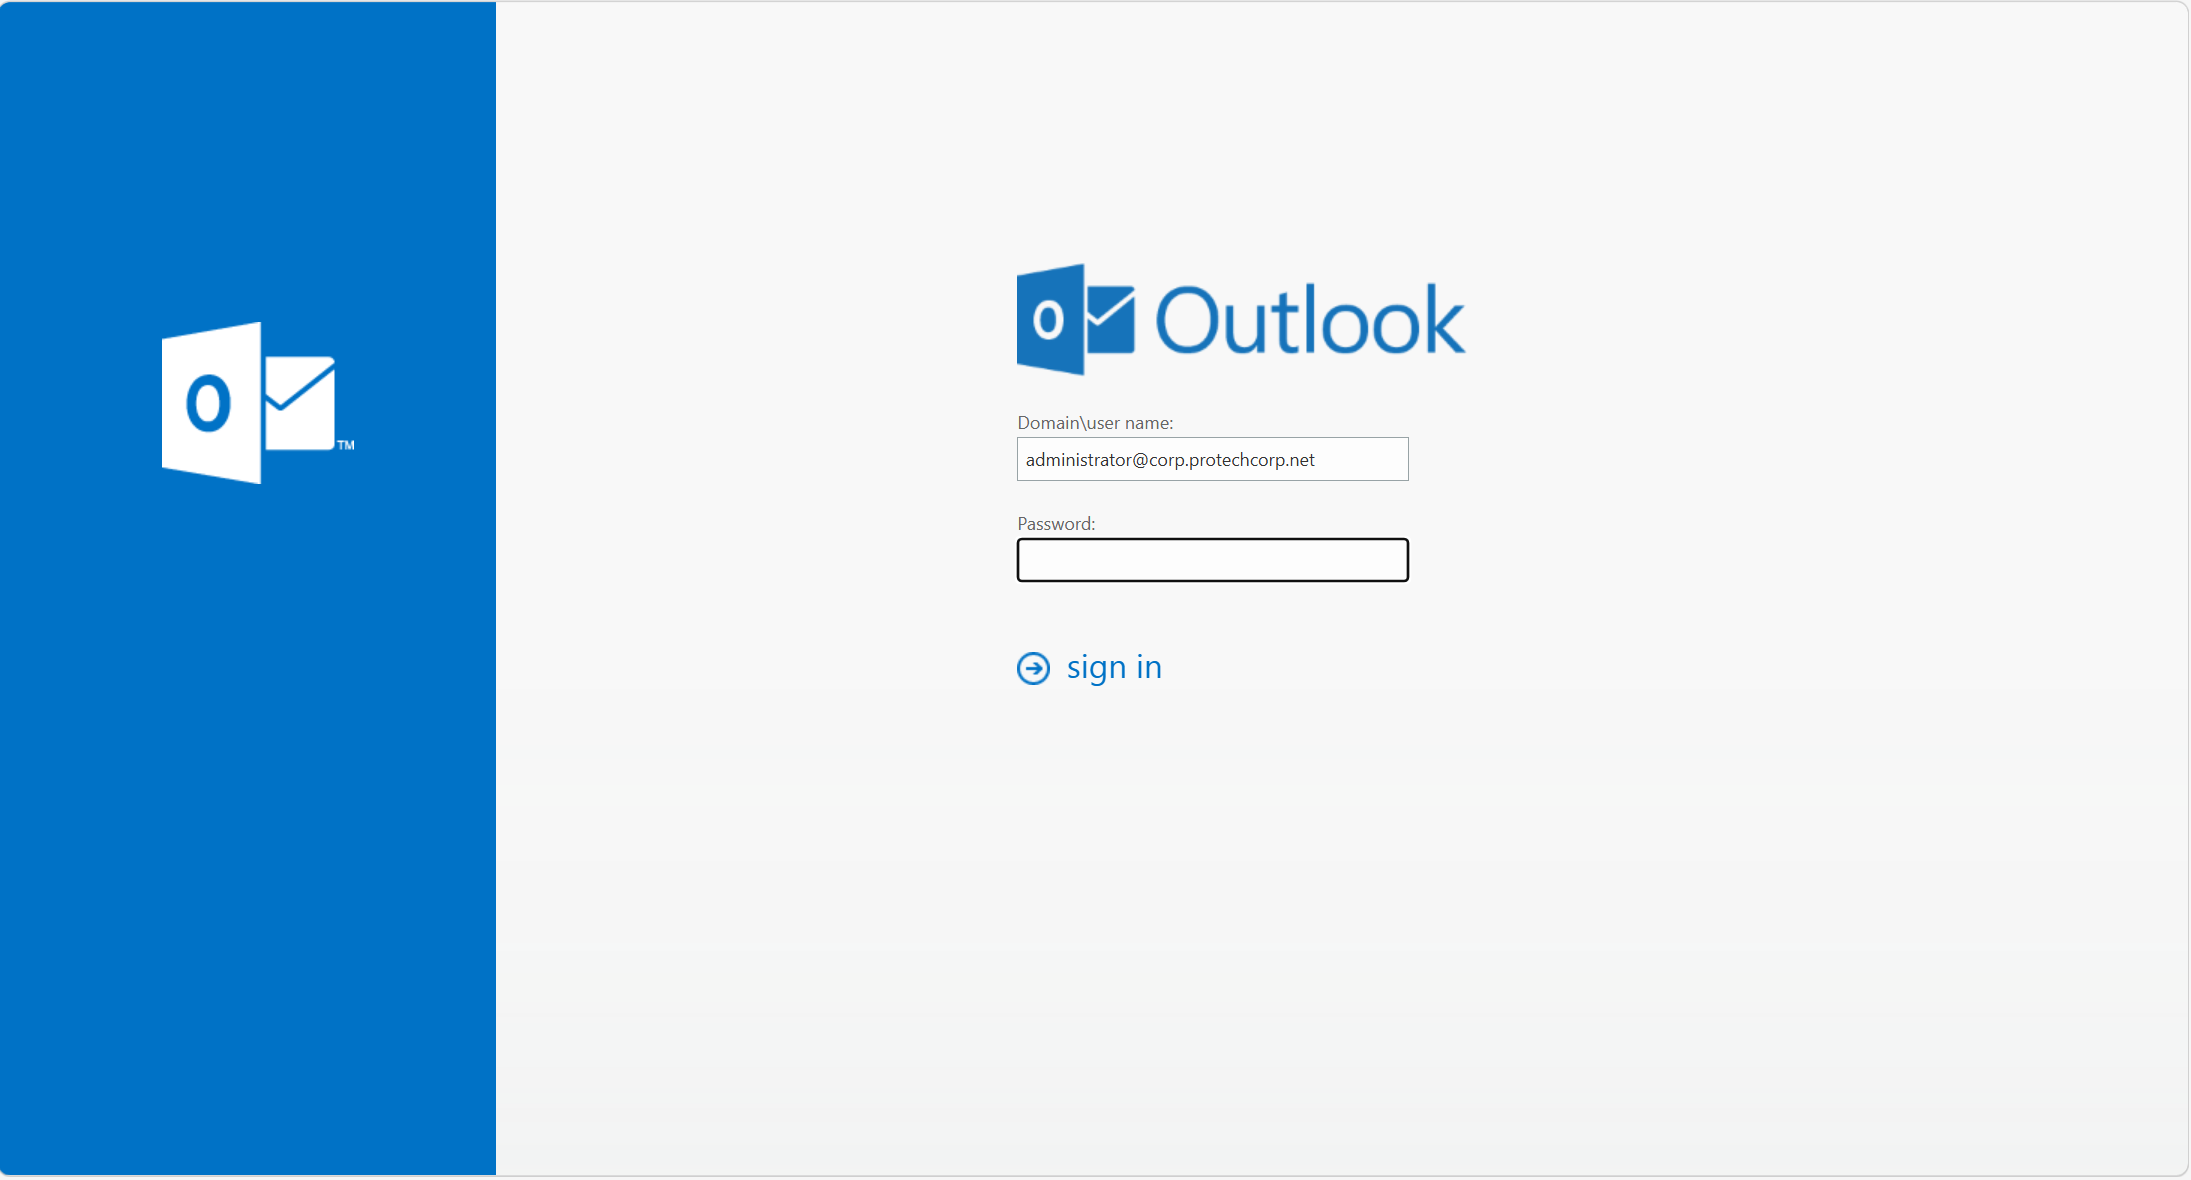 O
TM
O Outlook
Domain\user name:
administrator@corp.protechcorp.net
Password:
sign in